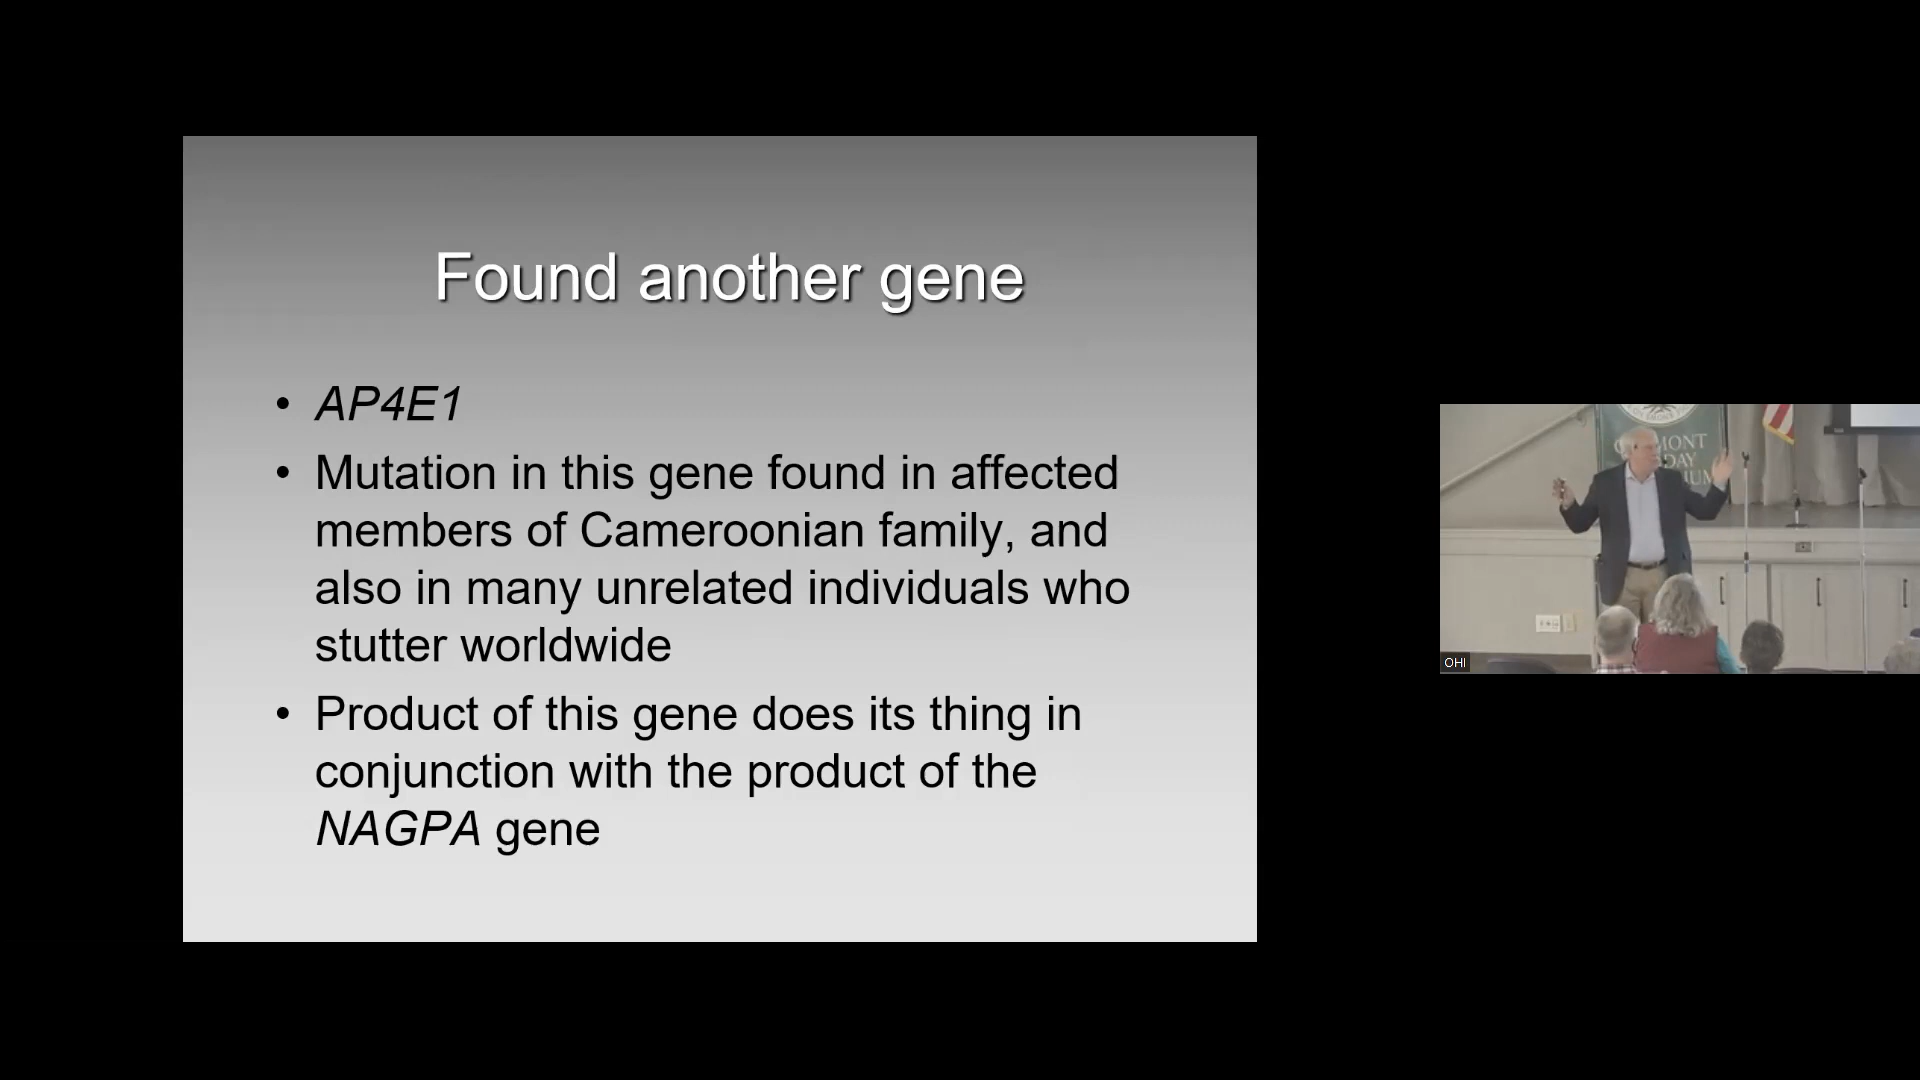 Found another gene
• AP4E1
• Mutation in this gene found in affected
members of Cameroonian family, and
also in many unrelated individuals who
stutter worldwide
• Product of this gene does its thing in
conjunction with the product of the
NAGPA gene
OHI